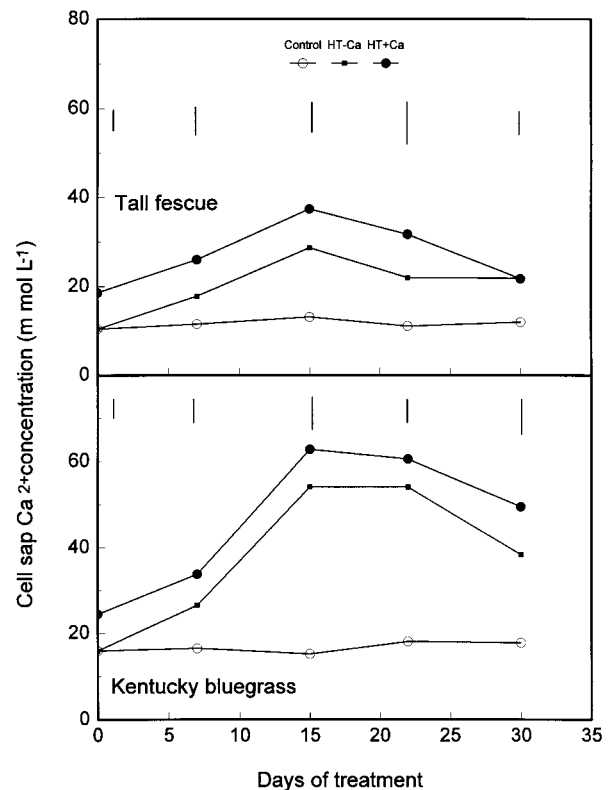 Control HT-Ca HT+Ca
80
60
40
20
0
Tall fescue
60
40
20
0
Kentucky bluegrass
Cell sap Ca 2+concentration (m mol L-1)
0 5 10 15 20 25 30 35
Days of treatment